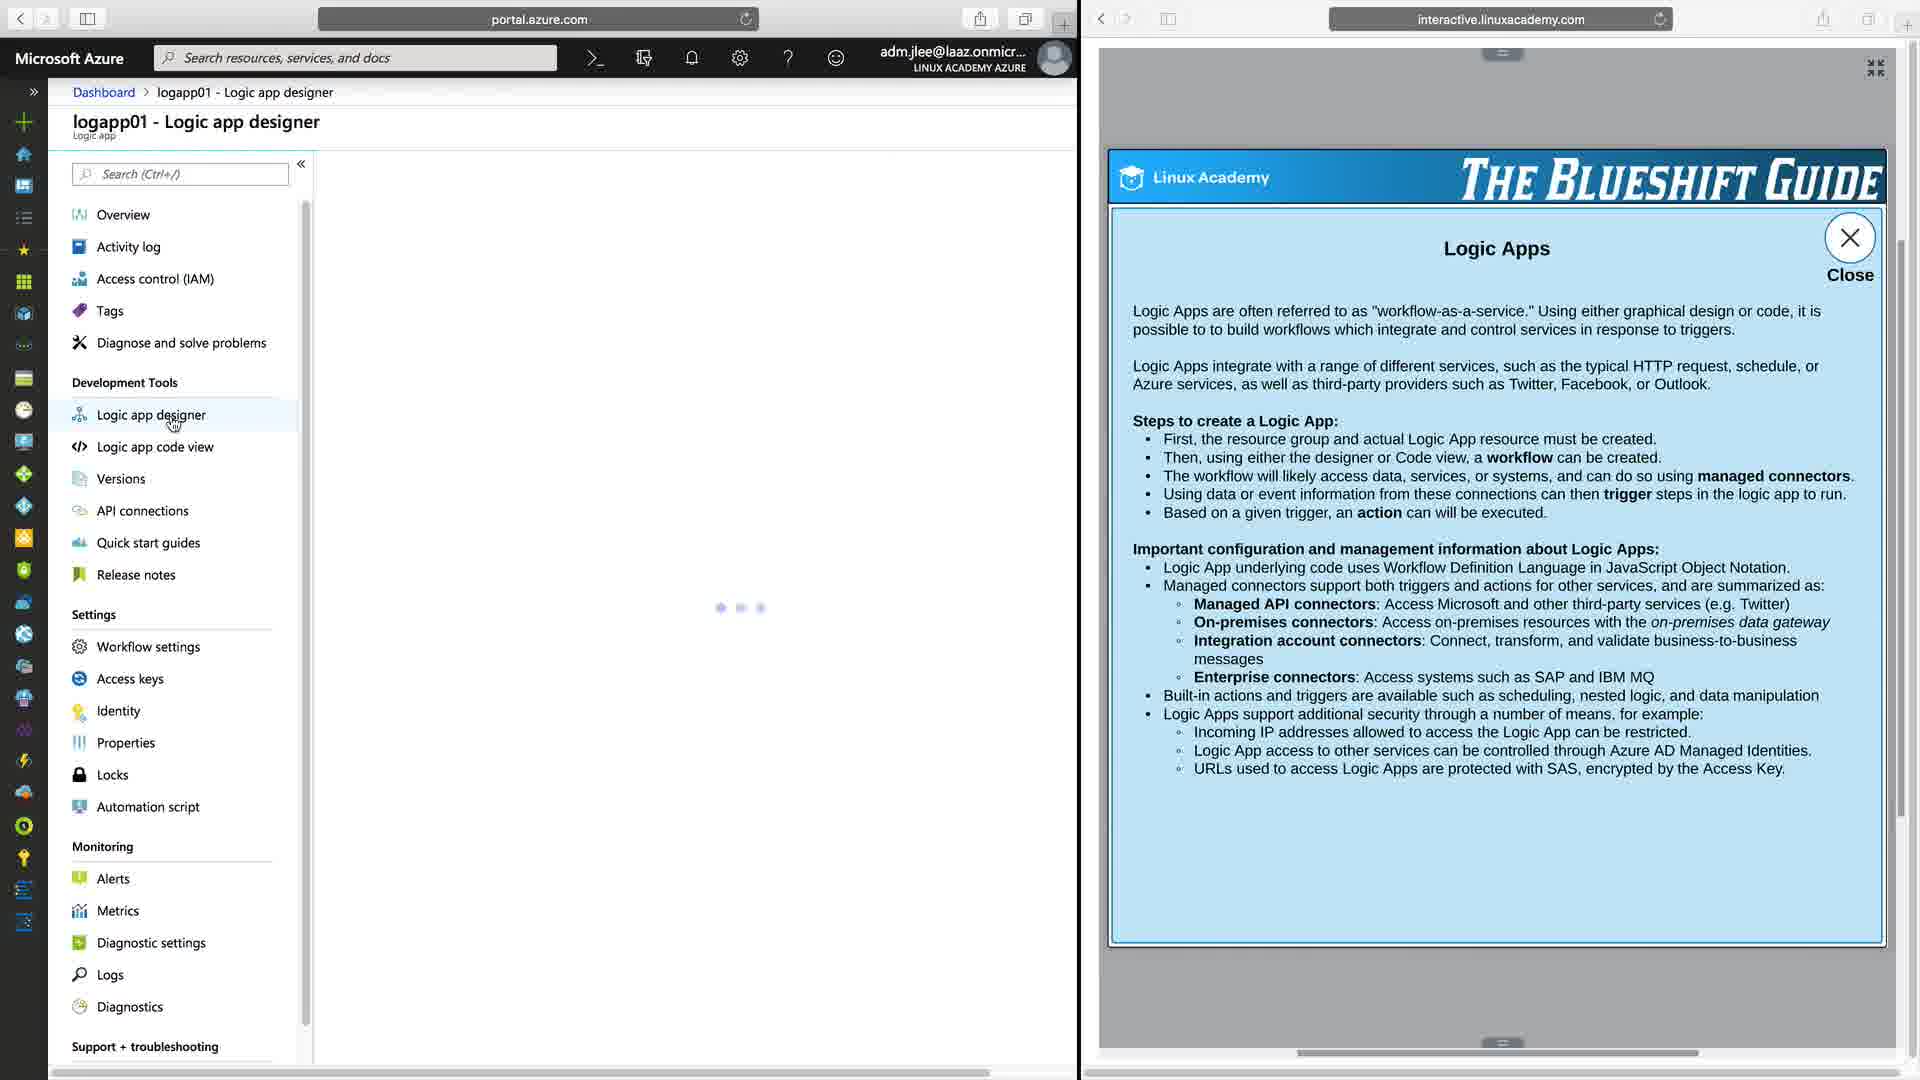 portal.azure.com
Microsoft Azure
Search resources, services, and docs
adm.jlee@laaz.onmicr...
LINUX ACADEMY AZURE
Dashboard > logapp01 - Logic app designer
logapp01 - Logic app designer
Logic app
Search (Ctrl+/)
Overview
Activity log
Access control (IAM)
Tags
Diagnose and solve problems
Development Tools
Logic app designer
Logic app code view
Versions
API connections
Quick start guides
Release notes
Settings
Workflow settings
Access keys
Identity
Properties
Locks
Automation script
Monitoring
Alerts
Metrics
Diagnostic settings
Logs
Diagnostics
Support + troubleshooting
interactive.linuxacademy.com
Linux Academy
THE BLUESHIFT GUIDE
Logic Apps
Close
Logic Apps are often referred to as "workflow-as-a-service." Using either graphical design or code, it is
possible to to build workflows which integrate and control services in response to triggers.
Logic Apps integrate with a range of different services, such as the typical HTTP request, schedule, or
Azure services, as well as third-party providers such as Twitter, Facebook, or Outlook.
Steps to create a Logic App:
• First, the resource group and actual Logic App resource must be created.
• Then, using either the designer or Code view, a workflow can be created.
• The workflow will likely access data, services, or systems, and can do so using managed connectors.
• Using data or event information from these connections can then trigger steps in the logic app to run.
• Based on a given trigger, an action can will be executed.
Important configuration and management information about Logic Apps:
• Logic App underlying code uses Workflow Definition Language in JavaScript Object Notation.
• Managed connectors support both triggers and actions for other services, and are summarized as:
◦ Managed API connectors: Access Microsoft and other third-party services (e.g. Twitter)
◦ On-premises connectors: Access on-premises resources with the on-premises data gateway
◦ Integration account connectors: Connect, transform, and validate business-to-business
messages
◦ Enterprise connectors: Access systems such as SAP and IBM MQ
• Built-in actions and triggers are available such as scheduling, nested logic, and data manipulation
• Logic Apps support additional security through a number of means, for example:
◦ Incoming IP addresses allowed to access the Logic App can be restricted.
◦ Logic App access to other services can be controlled through Azure AD Managed Identities.
◦ URLs used to access Logic Apps are protected with SAS, encrypted by the Access Key.